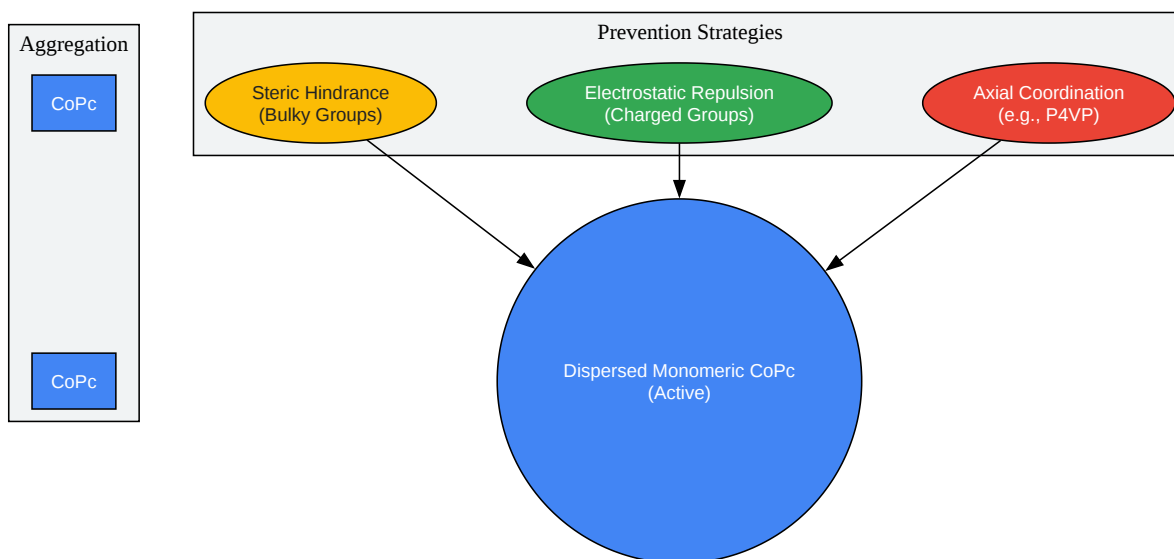 Aggregation
CoPc
CoPc
Prevention Strategies
Steric Hindrance
(Bulky Groups)
Electrostatic Repulsion
(Charged Groups)
Axial Coordination
(e.g., P4VP)
Dispersed Monomeric CoPc
(Active)